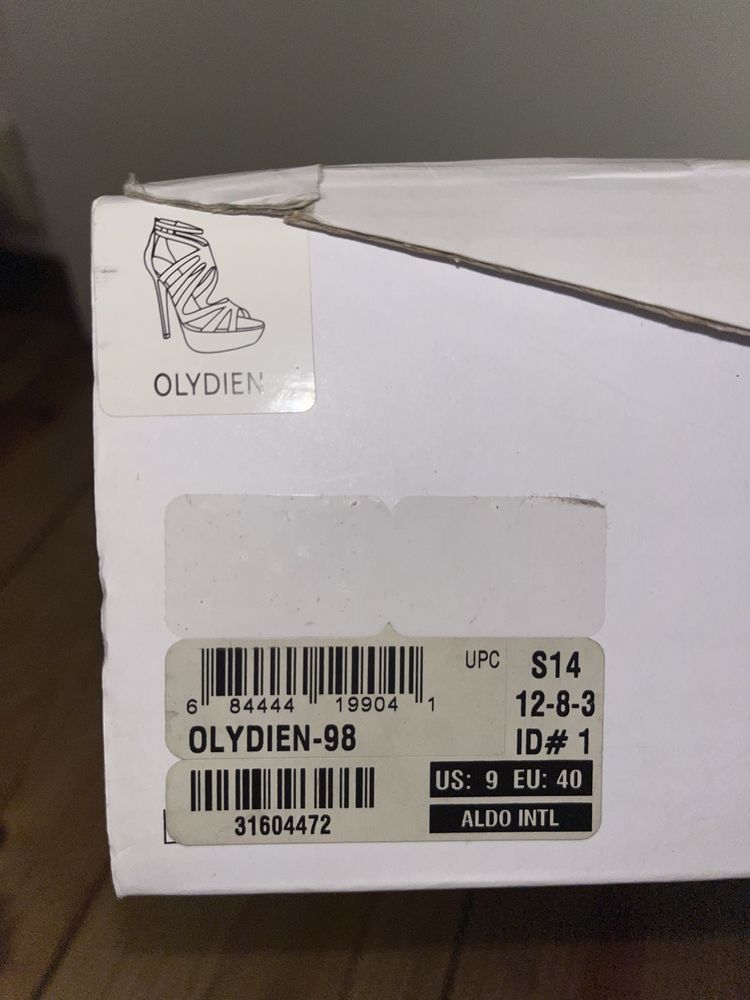 OLYDIEN
UPC
6 84444 19904 1
OLYDIEN-98
S14
12-8-3
ID# 1
31604472
US: 9 EU: 40
ALDO INTL